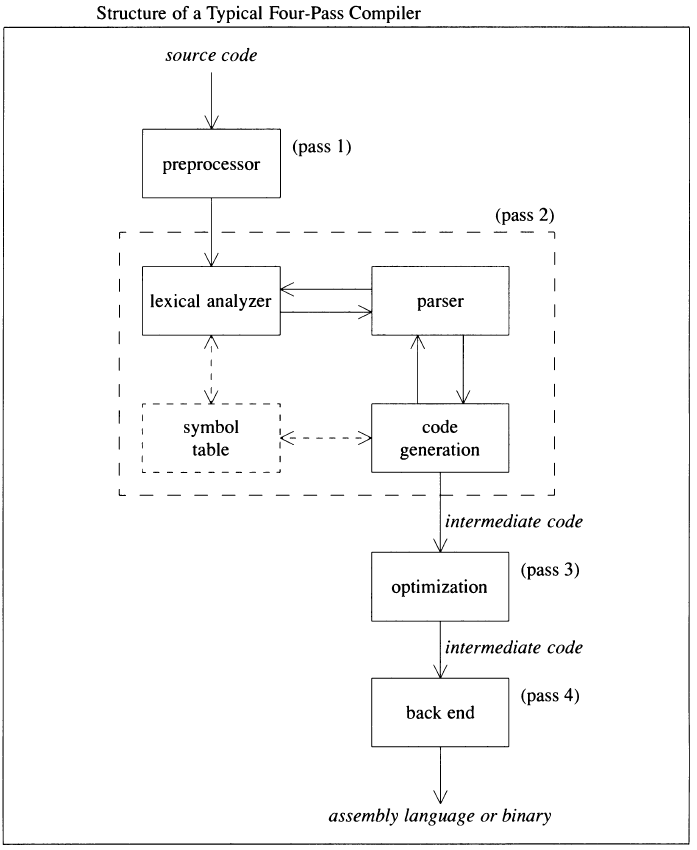 Structure of a Typical Four-Pass Compiler
source code
preprocessor
(pass 1)
(pass 2)
lexical analyzer
parser
symbol
table
code
generation
intermediate code
optimization
(pass 3)
intermediate code
back end
(pass 4)
assembly language or binary